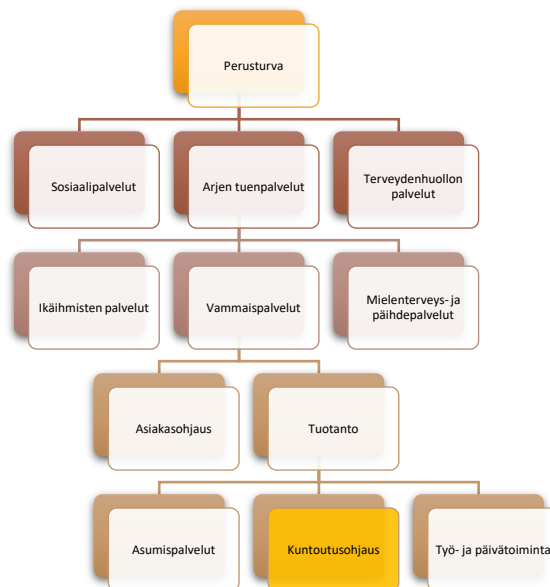 Perusturva
Sosiaalipalvelut
Arjen tuenpalvelut
Terveydenhuollon
palvelut
Ikäihmisten palvelut
Vammaispalvelut
Mielenterveys- ja
päihdepalvelut
Asiakasohjaus
Tuotanto
Asumispalvelut
Kuntoutusohjaus
Työ- ja päivätoiminta